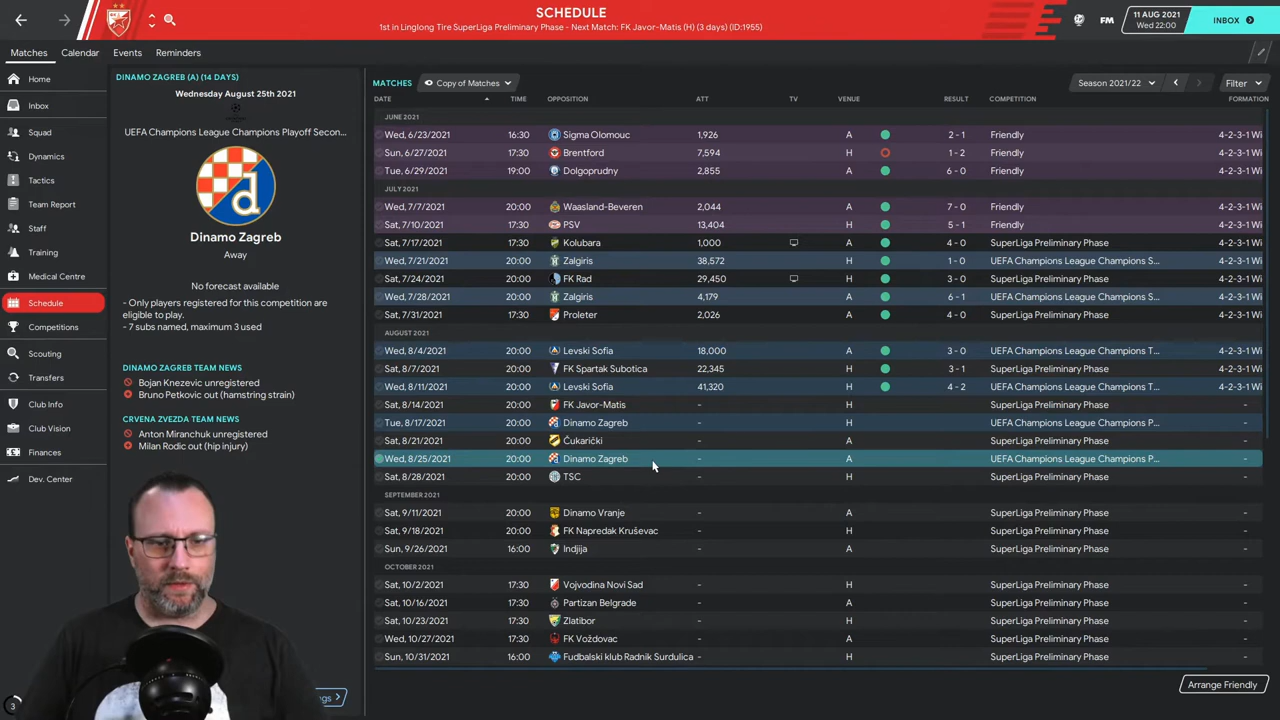 SCHEDULE
1st in Linglong Tire SuperLiga Preliminary Phase - Next Match: FK Javor-Matis (H) (3 days) (ID:1955)
FM
11 AUG 2021
Wed 22:00
INBOX
Matches Calendar Events Reminders
Home
Inbox
Squad
Dynamics
Tactics
Team Report
Staff
Training
Medical Centre
Schedule
Competitions
Scouting
Transfers
Club Info
Club Vision
Finances
Dev. Center
3
DINAMO ZAGREB (A) (14 DAYS)
Wednesday August 25th 2021
UEFA Champions League Champions Playoff Secon...
Dinamo Zagreb
Away
No forecast available
- Only players registered for this competition are
eligible to play.
- 7 subs named, maximum 3 used
DINAMO ZAGREB TEAM NEWS
Bojan Knezevic unregistered
Bruno Petkovic out (hamstring strain)
CRVENA ZVEZDA TEAM NEWS
Anton Miranchuk unregistered
Milan Rodic out (hip injury)
MATCHES Copy of Matches Season 2021/22 Filter
DATE TIME OPPOSITION ATT TV VENUE RESULT COMPETITION FORMATION
JUNE 2021
Wed, 6/23/2021 16:30 Sigma Olomouc 1,926 A 2 - 1 Friendly 4-2-3-1 Wi
Sun, 6/27/2021 17:30 Brentford 7,594 H 1 - 2 Friendly 4-2-3-1 Wi
Tue, 6/29/2021 19:00 Dolgoprudny 2,855 A 6 - 0 Friendly 4-2-3-1 Wi
JULY 2021
Wed, 7/7/2021 20:00 Waasland-Beveren 2,044 A 7 - 0 Friendly 4-2-3-1 Wi
Sat, 7/10/2021 17:30 PSV 13,404 H 5 - 1 Friendly 4-2-3-1 Wi
Sat, 7/17/2021 17:30 Kolubara 1,000 A 4 - 0 SuperLiga Preliminary Phase 4-2-3-1 Wi
Wed, 7/21/2021 20:00 Zalgiris 38,572 H 1 - 0 UEFA Champions League Champions S... 4-2-3-1 Wi
Sat, 7/24/2021 20:00 FK Rad 29,450 H 3 - 0 SuperLiga Preliminary Phase 4-2-3-1 Wi
Wed, 7/28/2021 20:00 Zalgiris 4,179 A 6 - 1 UEFA Champions League Champions S... 4-2-3-1 Wi
Sat, 7/31/2021 17:30 Proleter 2,026 A 4 - 0 SuperLiga Preliminary Phase 4-2-3-1 Wi
AUGUST 2021
Wed, 8/4/2021 20:00 Levski Sofia 18,000 A 3 - 0 UEFA Champions League Champions T... 4-2-3-1 Wi
Sat, 8/7/2021 20:00 FK Spartak Subotica 22,345 H 3 - 1 SuperLiga Preliminary Phase 4-2-3-1 Wi
Wed, 8/11/2021 20:00 Levski Sofia 41,320 H 4 - 2 UEFA Champions League Champions T... 4-2-3-1 Wi
Sat, 8/14/2021 20:00 FK Javor-Matis - H SuperLiga Preliminary Phase -
Tue, 8/17/2021 20:00 Dinamo Zagreb - H UEFA Champions League Champions P... -
Sat, 8/21/2021 20:00 Čukarički - A SuperLiga Preliminary Phase -
Wed, 8/25/2021 20:00 Dinamo Zagreb - A UEFA Champions League Champions P... -
Sat, 8/28/2021 20:00 TSC - H SuperLiga Preliminary Phase -
SEPTEMBER 2021
Sat, 9/11/2021 20:00 Dinamo Vranje - A SuperLiga Preliminary Phase -
Sat, 9/18/2021 20:00 FK Napredak Kruševac - H SuperLiga Preliminary Phase -
Sun, 9/26/2021 16:00 Indjija - A SuperLiga Preliminary Phase -
OCTOBER 2021
Sat, 10/2/2021 17:30 Vojvodina Novi Sad - H SuperLiga Preliminary Phase -
Sat, 10/16/2021 17:30 Partizan Belgrade - A SuperLiga Preliminary Phase -
Sat, 10/23/2021 17:30 Zlatibor - H SuperLiga Preliminary Phase -
Wed, 10/27/2021 17:30 FK Voždovac - A SuperLiga Preliminary Phase -
Sun, 10/31/2021 16:00 Fudbalski klub Radnik Surdulica - H SuperLiga Preliminary Phase -
Arrange Friendly